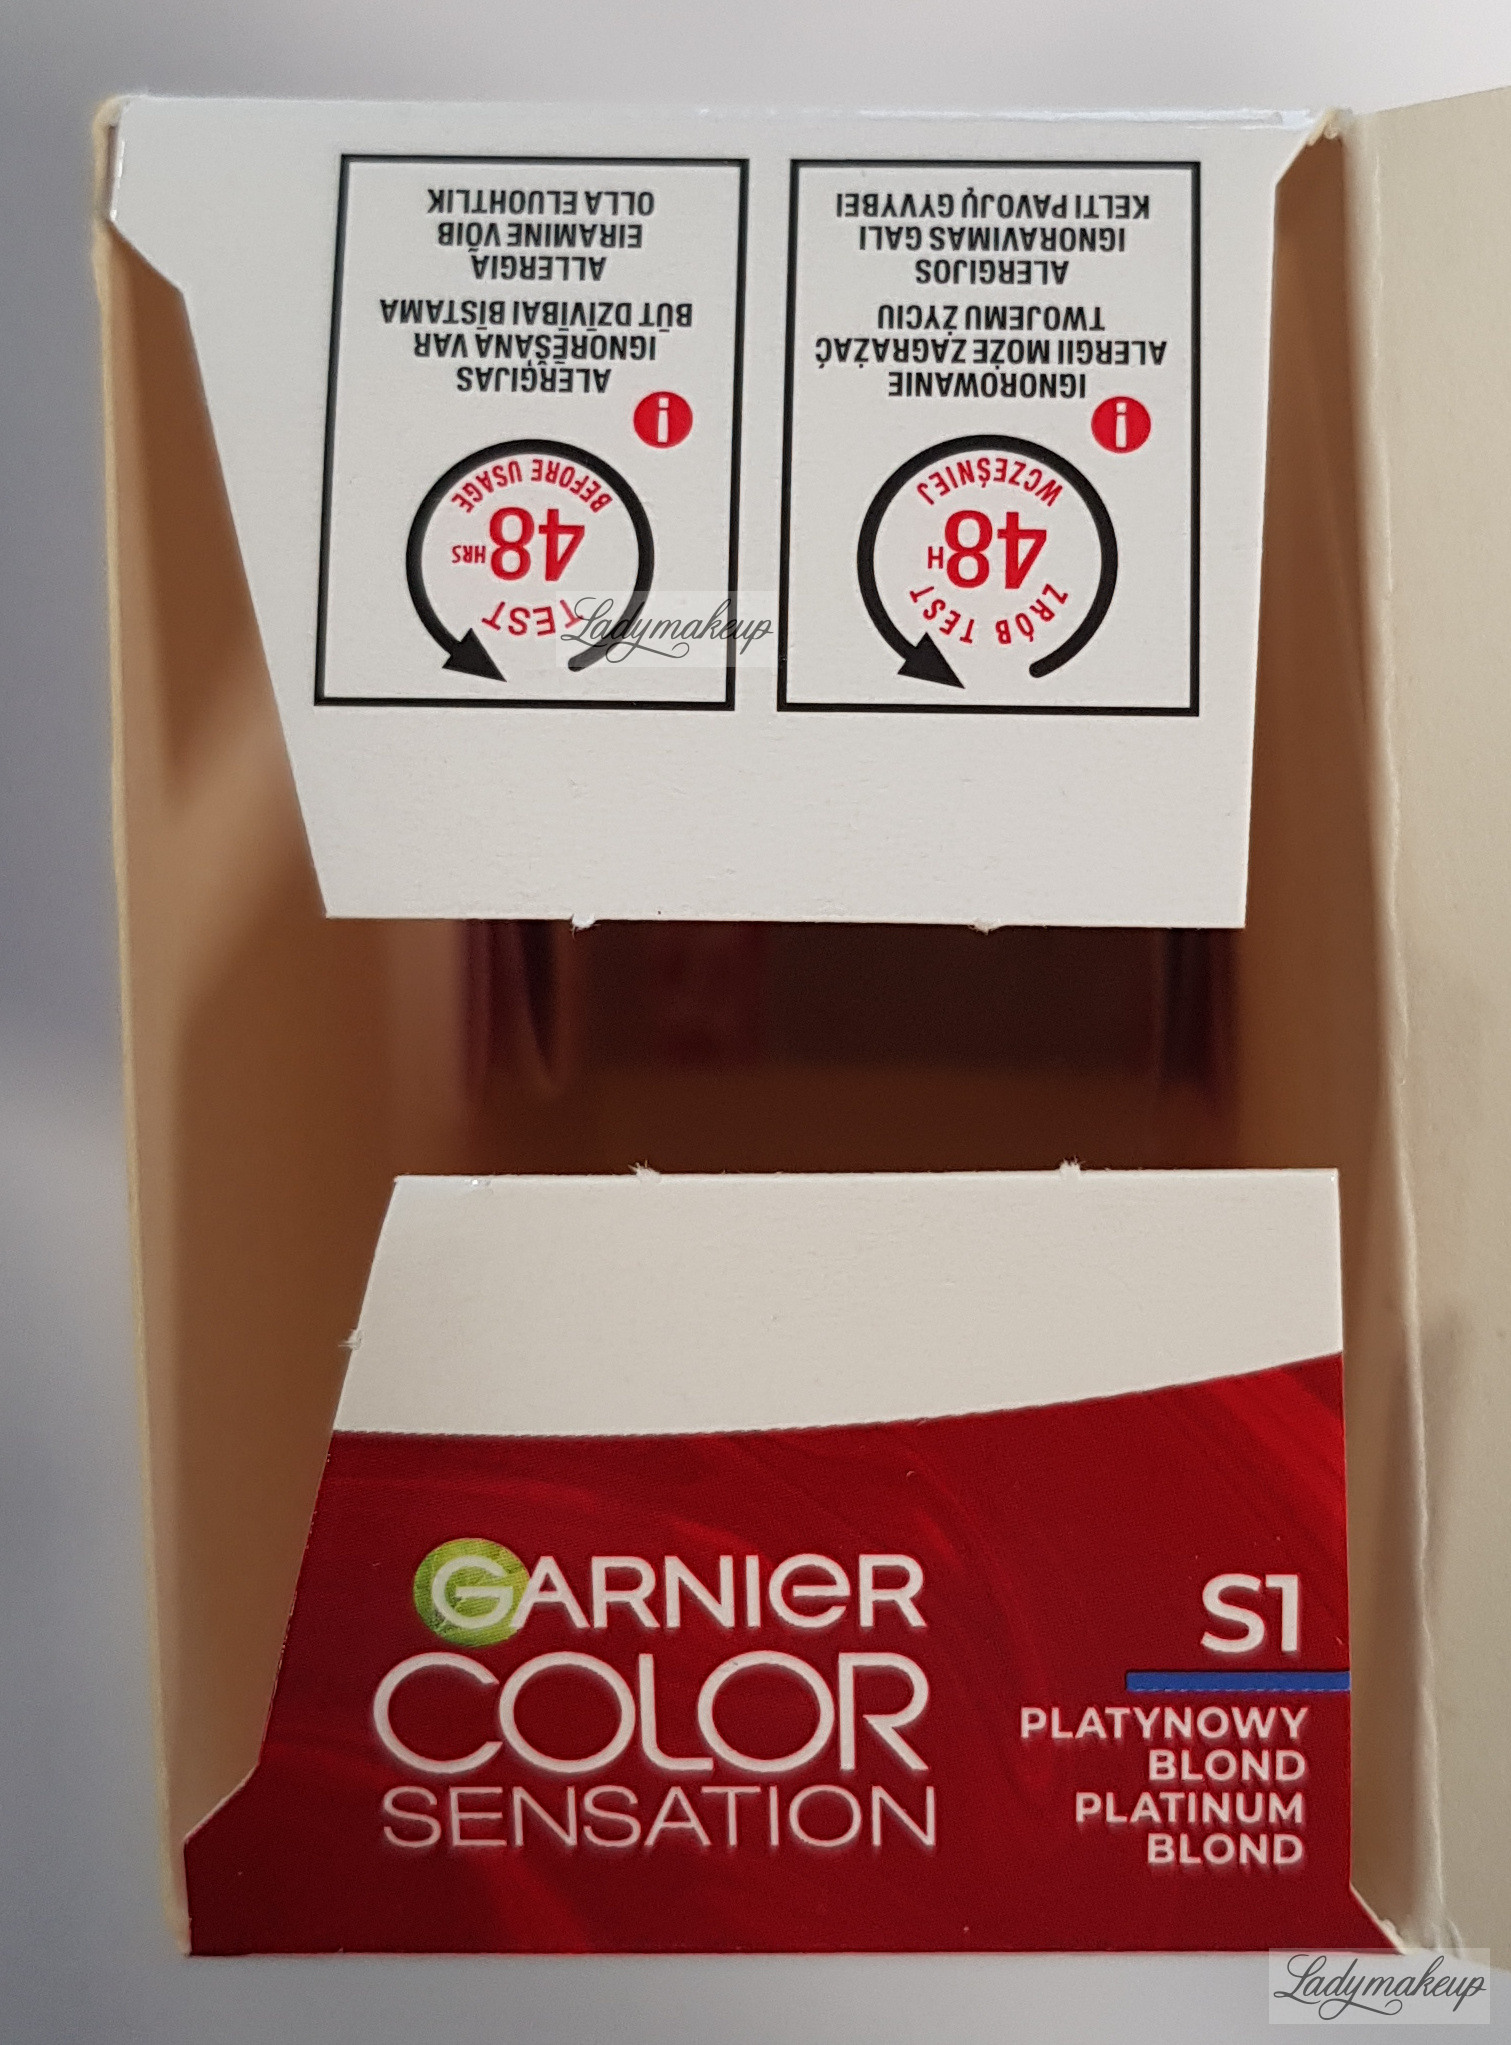 ZRÓB TEST
48H
WCZEŚNIEJ
i
IGNOROWANIE
ALERGII MOŻE ZAGRAŻAĆ
TWOJEMU ŻYCIU
ALERGIJOS
IGNORAVIMAS GALI
KELTI PAVOJŲ GYVYBEI
TEST
48HRS
BEFORE USAGE
i
ALERĢIJAS
IGNORĒŠANA VAR
BŪT DZĪVĪBAI BĪSTAMA
ALLERGIA
EIRAMINE VÕIB
OLLA ELUOHTLIK
Ladymakeup
GARNIER
COLOR
SENSATION
S1
PLATYNOWY
BLOND
PLATINUM
BLOND
Ladymakeup